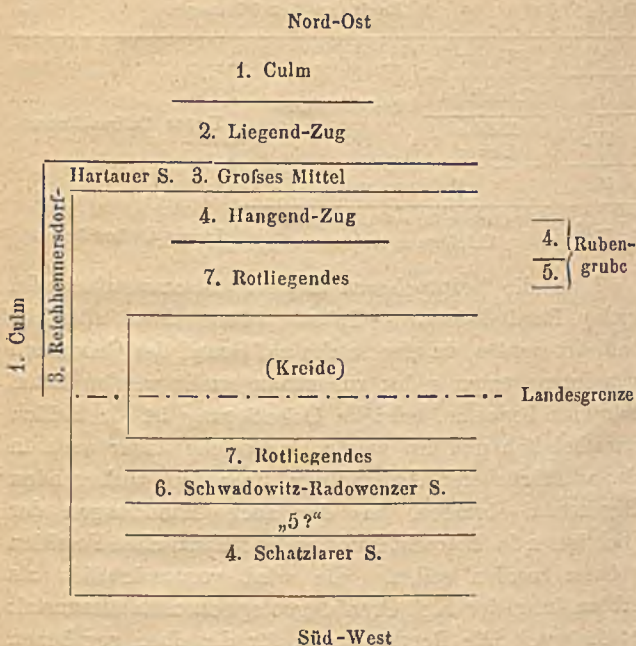 Nord-Ost
1. Culm
2. Liegend-Zug
Hartauer S. 3. Großes Mittel
4. Hangend-Zug
7. Rotliegendes
4.
5.
Ruben-
grube
1. Culm
3. Reichhennersdorf-
(Kreide)
Landesgrenze
7. Rotliegendes
6. Schwadowitz-Radowenzer S.
„5?“
4. Schatzlarer S.
Süd-West